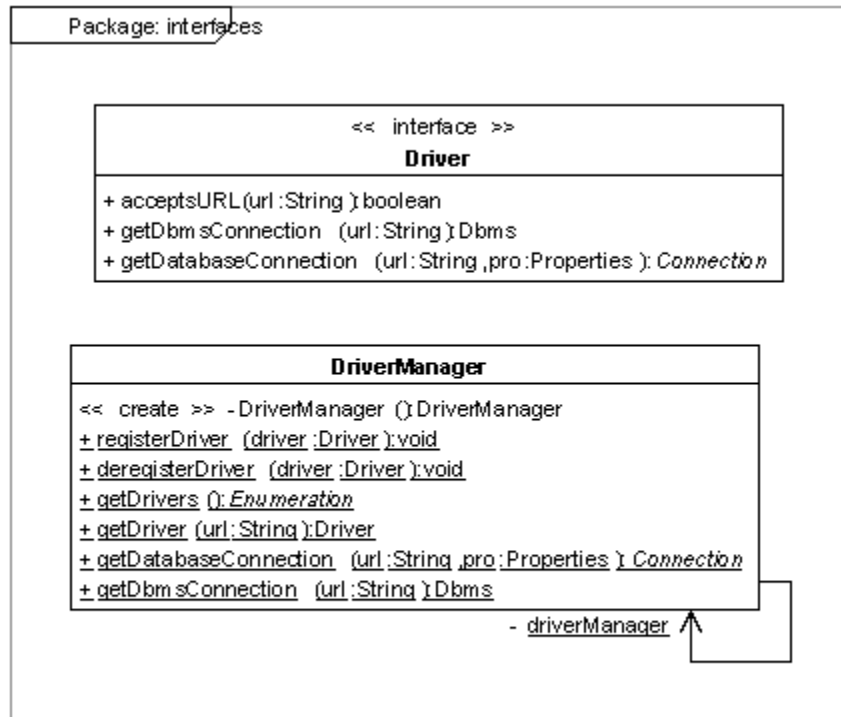 Package: interfaces
<< interface >>
Driver
+ acceptsURL(url:String):boolean
+ getDbmsConnection (url:String):Dbms
+ getDatabaseConnection (url:String,pro:Properties ): Connection
DriverManager
<< create >> -DriverManager ():DriverManager
+ registerDriver (driver:Driver):void
+ deregisterDriver (driver:Driver):void
+ getDrivers (): Enumeration
+ getDriver (url:String):Driver
+ getDatabaseConnection (url:String,pro:Properties ): Connection
+ getDbmsConnection (url:String):Dbms
- driverManager